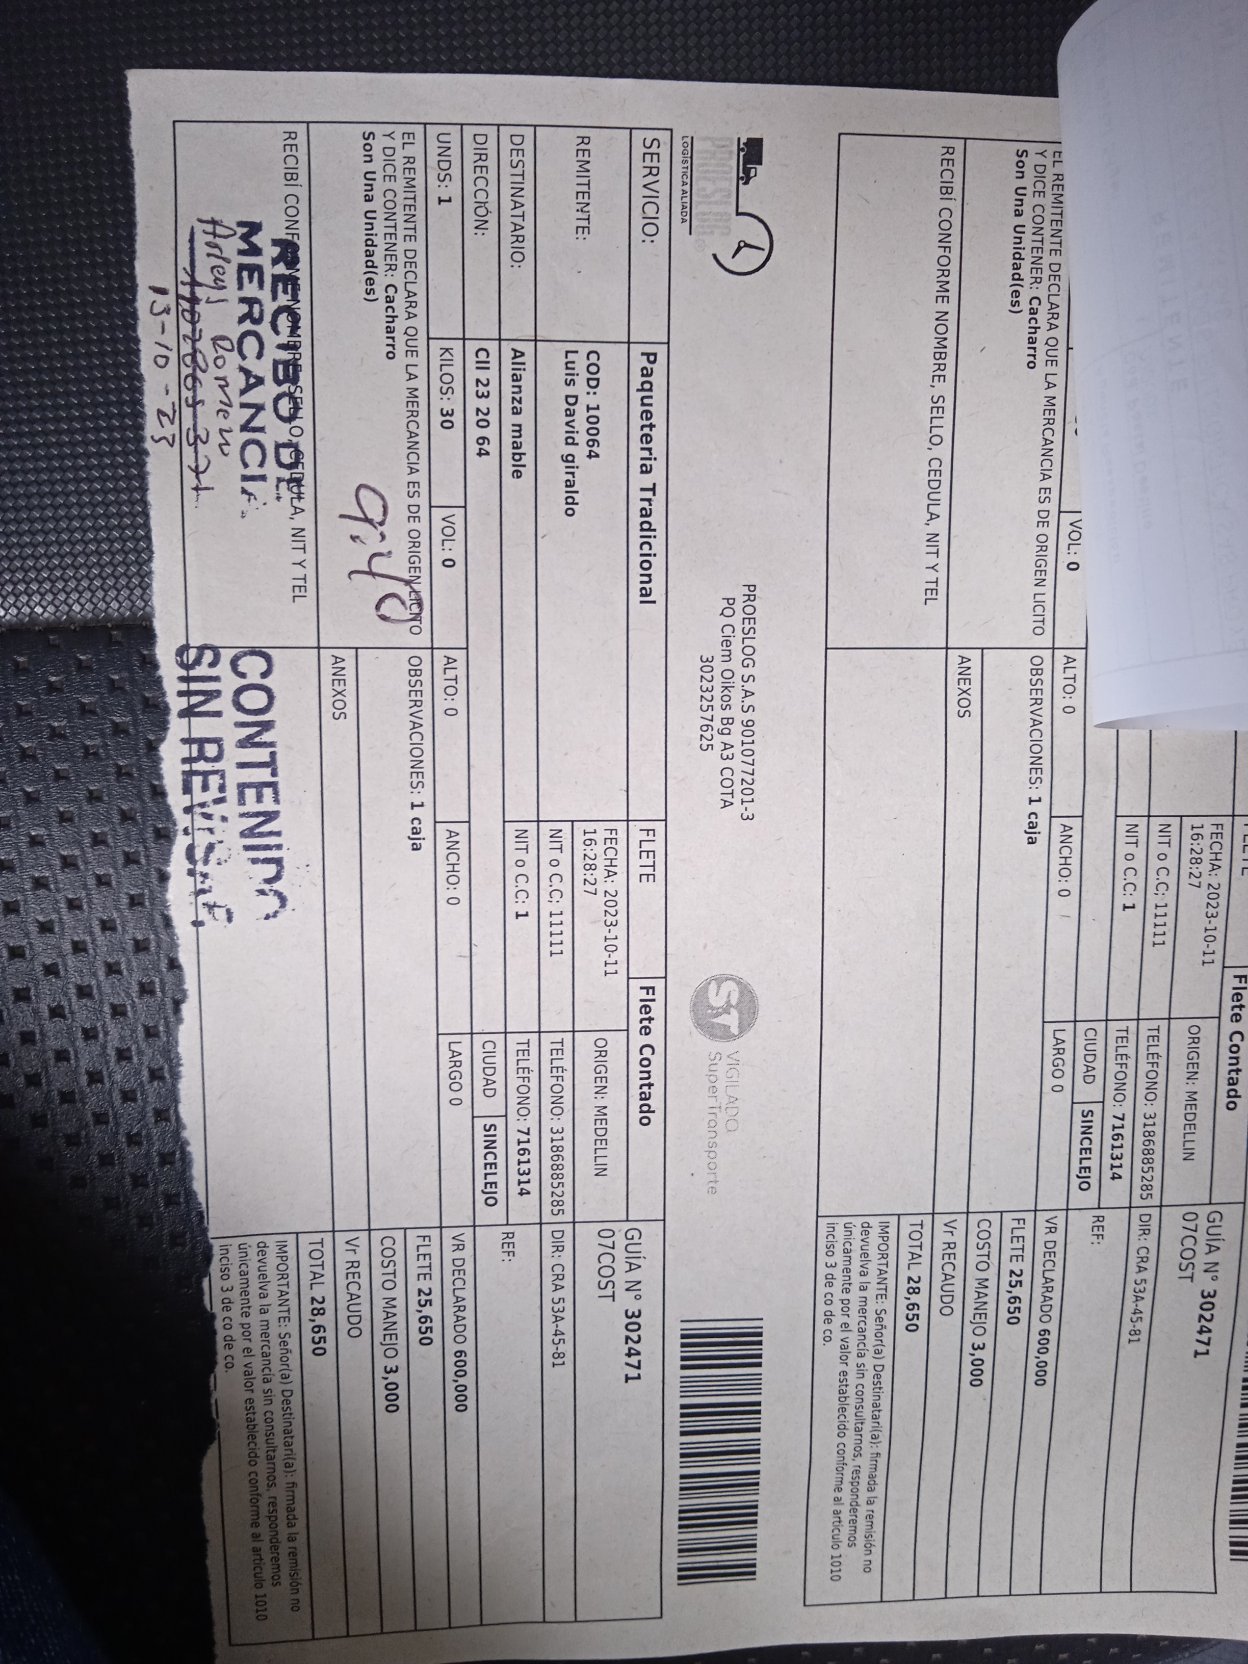 EL REMITENTE DECLARA QUE LA MERCANCIA ES DE ORIGEN LICITO
Y DICE CONTENER: Cacharro
Son Una Unidad(es)
RECIBÍ CONFORME NOMBRE, SELLO, CEDULA, NIT Y TEL
VOL: 0
ALTO: 0
ANCHO: 0
LARGO 0
OBSERVACIONES: 1 caja
ANEXOS
Flete Contado
FECHA: 2023-10-11
16:28:27
ORIGEN: MEDELLIN
NIT o C.C; 11111
TELÉFONO: 3186885285
DIR: CRA 53A-45-81
NIT o C.C: 1
TELÉFONO: 7161314
REF:
CIUDAD
SINCELEJO
GUÍA N° 302471
07COST
VR DECLARADO 600,000
FLETE 25,650
COSTO MANEJO 3,000
Vr RECAUDO
TOTAL 28,650
IMPORTANTE: Señor(a) Destinatari(a): firmada la remisión no
devuelva la mercancía sin consultarnos, responderemos
únicamente por el valor establecido conforme al articulo 1010
inciso 3 de co de co.
PROESLOG
LOGÍSTICA ALIADA
PROESLOG S.A.S 901077201-3
PQ Ciem Oikos Bg A3 COTA
3023257625
ST
VIGILADO
SuperTransporte
SERVICIO:
Paqueteria Tradicional
FLETE
Flete Contado
GUÍA N° 302471
07COST
REMITENTE:
COD: 10064
Luis David giraldo
FECHA: 2023-10-11
16:28:27
ORIGEN: MEDELLIN
NIT o C.C; 11111
TELÉFONO: 3186885285
DIR: CRA 53A-45-81
DESTINATARIO:
Alianza mable
NIT o C.C: 1
TELÉFONO: 7161314
REF:
DIRECCIÓN:
Cll 23 20 64
CIUDAD
SINCELEJO
UNDS: 1
KILOS: 30
VOL: 0
ALTO: 0
ANCHO: 0
LARGO 0
VR DECLARADO 600,000
EL REMITENTE DECLARA QUE LA MERCANCIA ES DE ORIGEN LICITO
Y DICE CONTENER: Cacharro
Son Una Unidad(es)
9:40
OBSERVACIONES: 1 caja
FLETE 25,650
COSTO MANEJO 3,000
ANEXOS
Vr RECAUDO
TOTAL 28,650
RECIBÍ CONFORME NOMBRE, SELLO, CEDULA, NIT Y TEL
RECIBO DE
MERCANCIA
Arleys Romero
13-10-23
CONTENIDO
SIN REVISAR
IMPORTANTE: Señor(a) Destinatari(a): firmada la remisión no
devuelva la mercancía sin consultarnos, responderemos
únicamente por el valor establecido conforme al articulo 1010
inciso 3 de co de co.